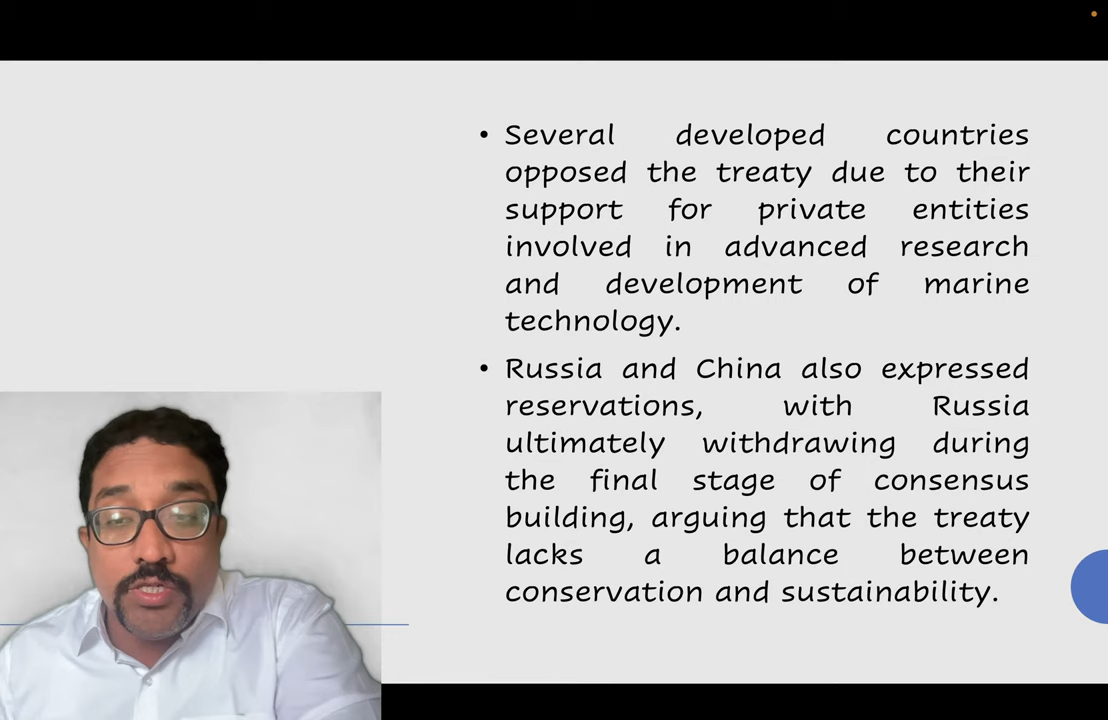 • Several developed countries
opposed the treaty due to their
support for private entities
involved in advanced research
and development of marine
technology.
• Russia and China also expressed
reservations, with Russia
ultimately withdrawing during
the final stage of consensus
building, arguing that the treaty
lacks a balance between
conservation and sustainability.